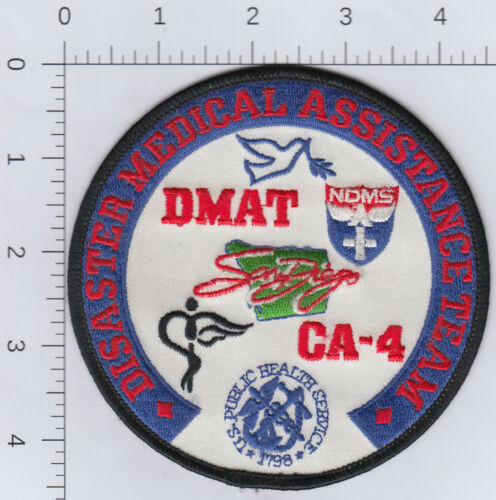 0 1 2 3 4
0
1
2
3
4
DISASTER MEDICAL ASSISTANCE TEAM
DMAT
NDMS
San Diego
CA-4
U.S. PUBLIC HEALTH SERVICE
1798